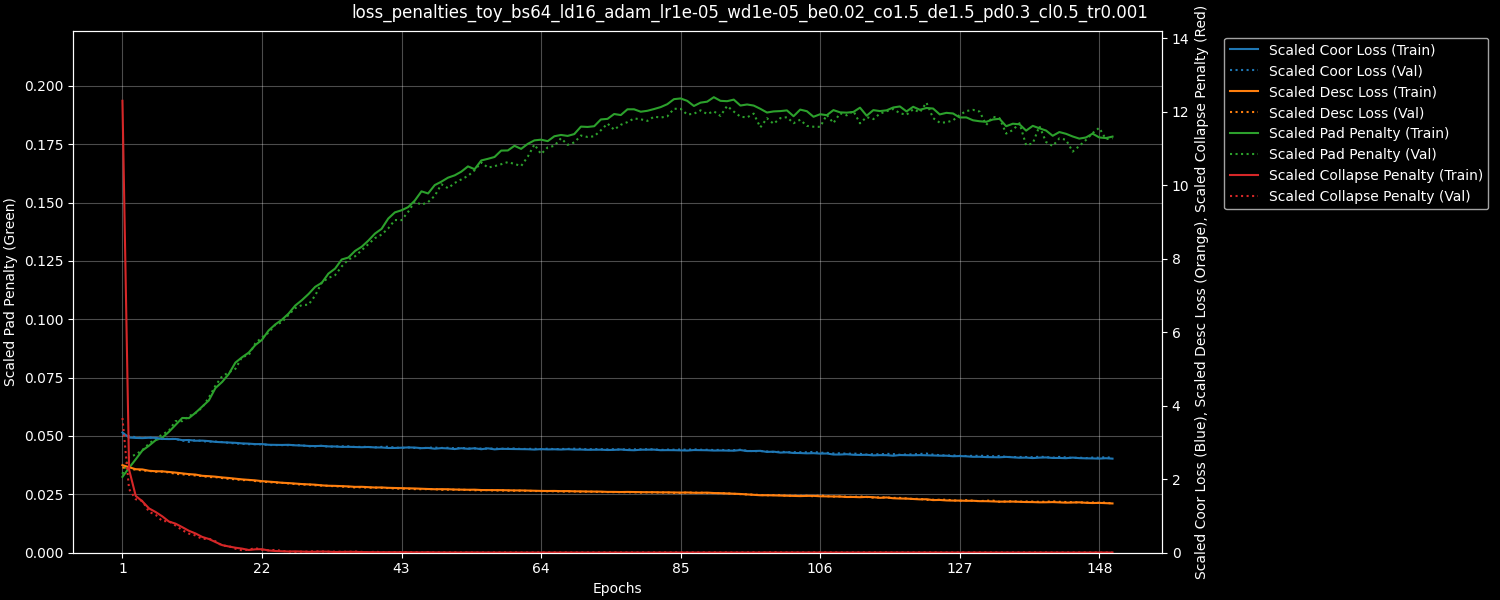 loss_penalties_toy_bs64_ld16_adam_lr1e-05_wd1e-05_be0.02_co1.5_de1.5_pd0.3_cl0.5_tr0.001
Scaled Pad Penalty (Green)
0.200
0.175
0.150
0.125
0.100
0.075
0.050
0.025
0.000
1
22
43
64
85
106
127
148
Epochs
14
12
10
8
6
4
2
0
Scaled Coor Loss (Blue), Scaled Desc Loss (Orange), Scaled Collapse Penalty (Red)
Scaled Coor Loss (Train)
Scaled Coor Loss (Val)
Scaled Desc Loss (Train)
Scaled Desc Loss (Val)
Scaled Pad Penalty (Train)
Scaled Pad Penalty (Val)
Scaled Collapse Penalty (Train)
Scaled Collapse Penalty (Val)